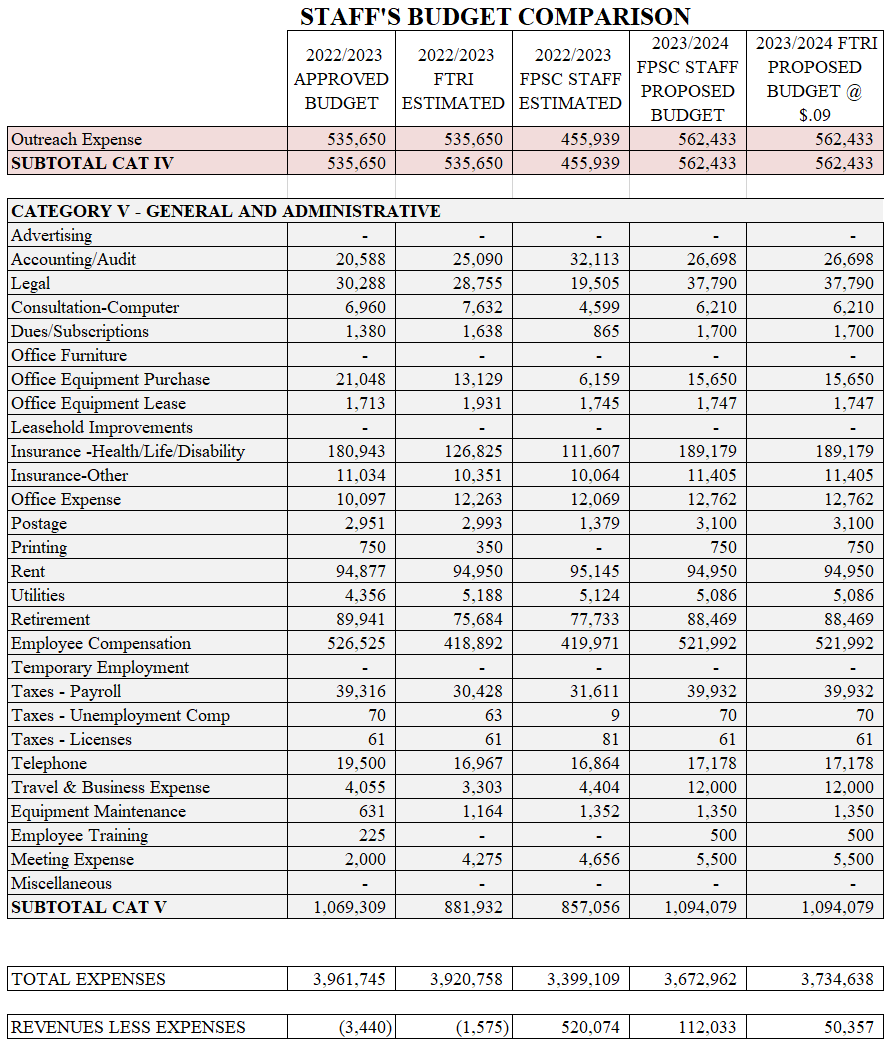 STAFF'S BUDGET COMPARISON
2022/2023 APPROVED BUDGET 2022/2023 FTRI ESTIMATED 2022/2023 FPSC STAFF ESTIMATED 2023/2024 FPSC STAFF PROPOSED BUDGET 2023/2024 FTRI PROPOSED BUDGET @ $.09
Outreach Expense 535,650 535,650 455,939 562,433 562,433
SUBTOTAL CAT IV 535,650 535,650 455,939 562,433 562,433
CATEGORY V - GENERAL AND ADMINISTRATIVE
Advertising - - - - -
Accounting/Audit 20,588 25,090 32,113 26,698 26,698
Legal 30,288 28,755 19,505 37,790 37,790
Consultation-Computer 6,960 7,632 4,599 6,210 6,210
Dues/Subscriptions 1,380 1,638 865 1,700 1,700
Office Furniture - - - - -
Office Equipment Purchase 21,048 13,129 6,159 15,650 15,650
Office Equipment Lease 1,713 1,931 1,745 1,747 1,747
Leasehold Improvements - - - - -
Insurance -Health/Life/Disability 180,943 126,825 111,607 189,179 189,179
Insurance-Other 11,034 10,351 10,064 11,405 11,405
Office Expense 10,097 12,263 12,069 12,762 12,762
Postage 2,951 2,993 1,379 3,100 3,100
Printing 750 350 - 750 750
Rent 94,877 94,950 95,145 94,950 94,950
Utilities 4,356 5,188 5,124 5,086 5,086
Retirement 89,941 75,684 77,733 88,469 88,469
Employee Compensation 526,525 418,892 419,971 521,992 521,992
Temporary Employment - - - - -
Taxes - Payroll 39,316 30,428 31,611 39,932 39,932
Taxes - Unemployment Comp 70 63 9 70 70
Taxes - Licenses 61 61 81 61 61
Telephone 19,500 16,967 16,864 17,178 17,178
Travel & Business Expense 4,055 3,303 4,404 12,000 12,000
Equipment Maintenance 631 1,164 1,352 1,350 1,350
Employee Training 225 - - 500 500
Meeting Expense 2,000 4,275 4,656 5,500 5,500
Miscellaneous - - - - -
SUBTOTAL CAT V 1,069,309 881,932 857,056 1,094,079 1,094,079
TOTAL EXPENSES 3,961,745 3,920,758 3,399,109 3,672,962 3,734,638
REVENUES LESS EXPENSES (3,440) (1,575) 520,074 112,033 50,357